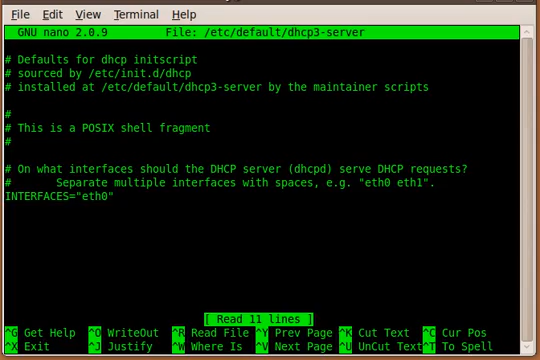 File Edit View Terminal Help
GNU nano 2.0.9 File: /etc/default/dhcp3-server
# Defaults for dhcp initscript
# sourced by /etc/init.d/dhcp
# installed at /etc/default/dhcp3-server by the maintainer scripts
#
# This is a POSIX shell fragment
#
# On what interfaces should the DHCP server (dhcpd) serve DHCP requests?
# Separate multiple interfaces with spaces, e.g. "eth0 eth1".
INTERFACES="eth0"
[ Read 11 lines ]
^G Get Help ^O WriteOut ^R Read File ^Y Prev Page ^K Cut Text ^C Cur Pos
^X Exit ^J Justify ^W Where Is ^V Next Page ^U UnCut Text ^T To Spell